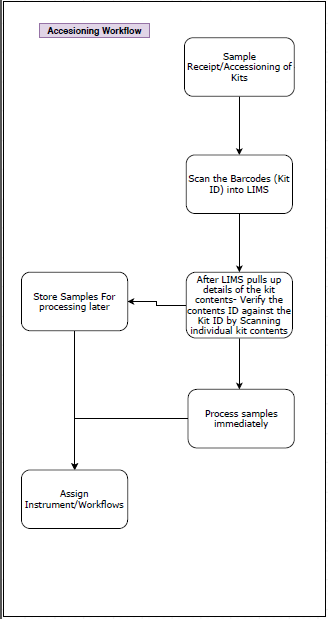 Accesioning Workflow
Sample
Receipt/Accessioning of
Kits
Scan the Barcodes (Kit
ID) into LIMS
After LIMS pulls up
details of the kit
contents- Verify the
contents ID against the
Kit ID by Scanning
individual kit contents
Store Samples For
processing later
Process samples
immediately
Assign
Instrument/Workflows